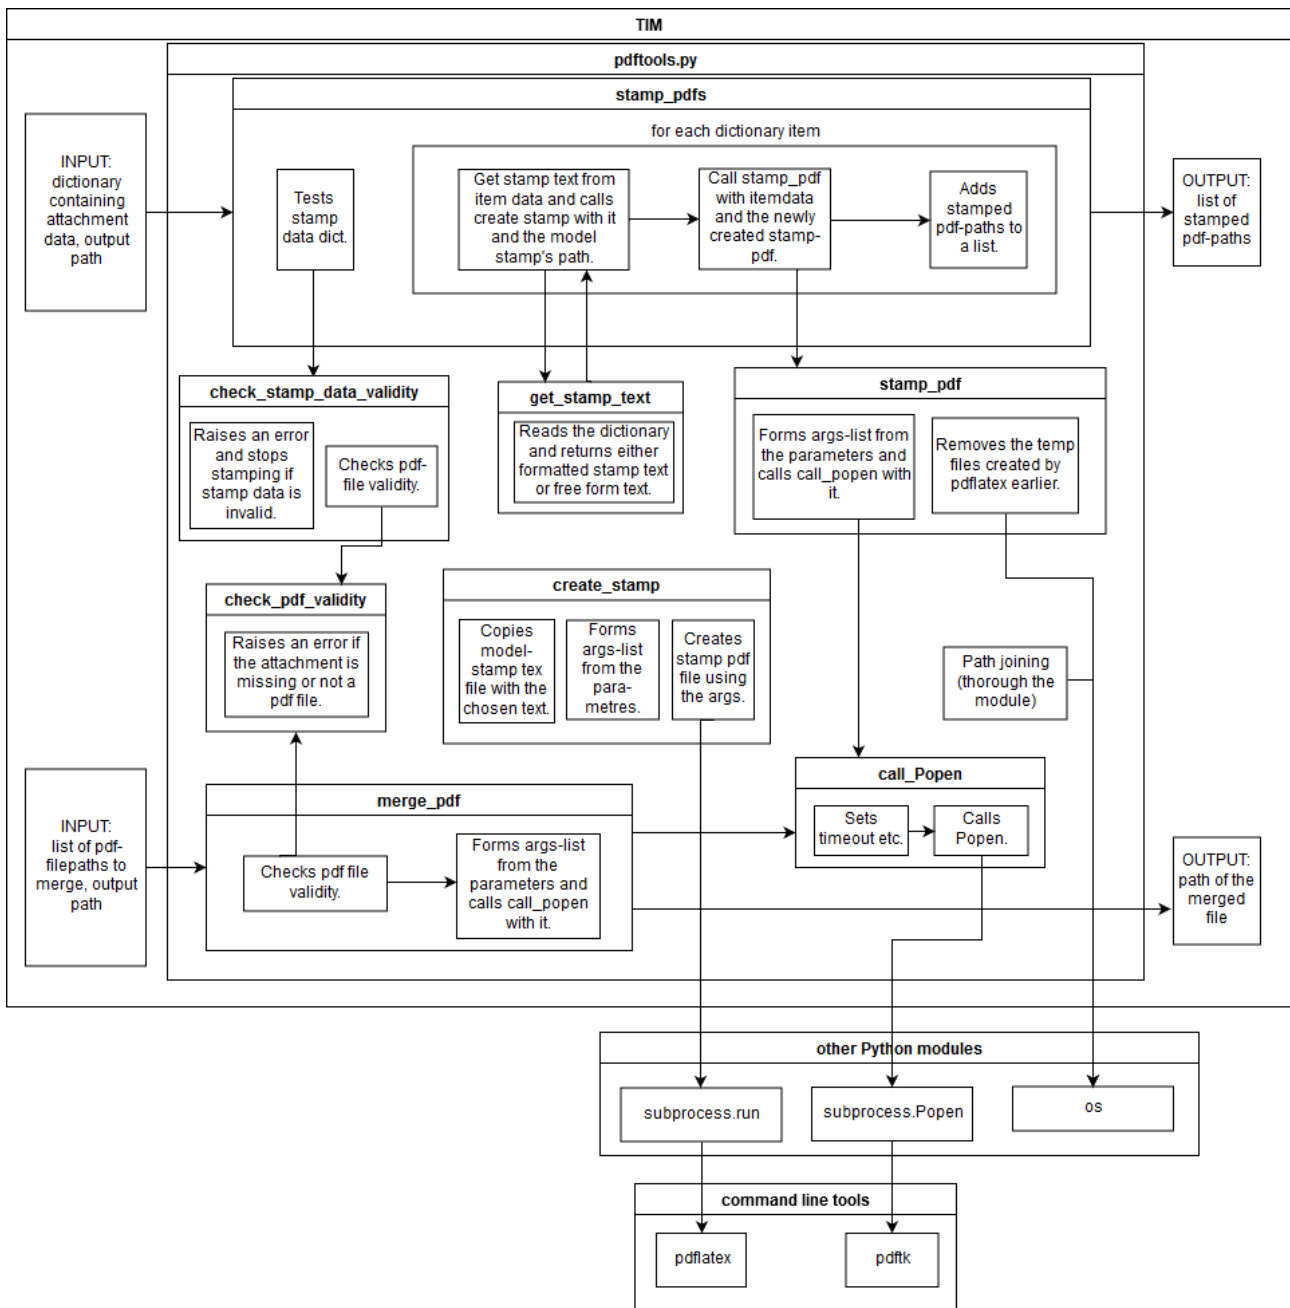 TIM
pdftools.py
stamp_pdfs
for each dictionary item
INPUT:
dictionary
containing
attachment
data, output
path
Tests
stamp
data dict.
Get stamp text from
item data and calls
create stamp with it
and the model
stamp's path.
Call stamp_pdf
with itemdata
and the newly
created stamp-
pdf.
Adds
stamped
pdf-paths to
a list.
OUTPUT:
list of
stamped
pdf-paths
check_stamp_data_validity
Raises an error
and stops
stamping if
stamp data is
invalid.
Checks pdf-
file validity.
get_stamp_text
Reads the dictionary
and returns either
formatted stamp text
or free form text.
stamp_pdf
Forms args-list from
the parameters and
calls call_popen with
it.
Removes the temp
files created by
pdflatex earlier.
check_pdf_validity
Raises an error if
the attachment is
missing or not a
pdf file.
create_stamp
Copies
model-
stamp tex
file with the
chosen text.
Forms
args-list
from the
para-
metres.
Creates
stamp pdf
file using
the args.
Path joining
(thorough the
module)
INPUT:
list of pdf-
filepaths to
merge, output
path
merge_pdf
Checks pdf file
validity.
Forms args-list
from the
parameters and
calls call_popen
with it.
call_Popen
Sets
timeout etc.
Calls
Popen.
OUTPUT:
path of the
merged
file
other Python modules
subprocess.run
subprocess.Popen
os
command line tools
pdflatex
pdftk